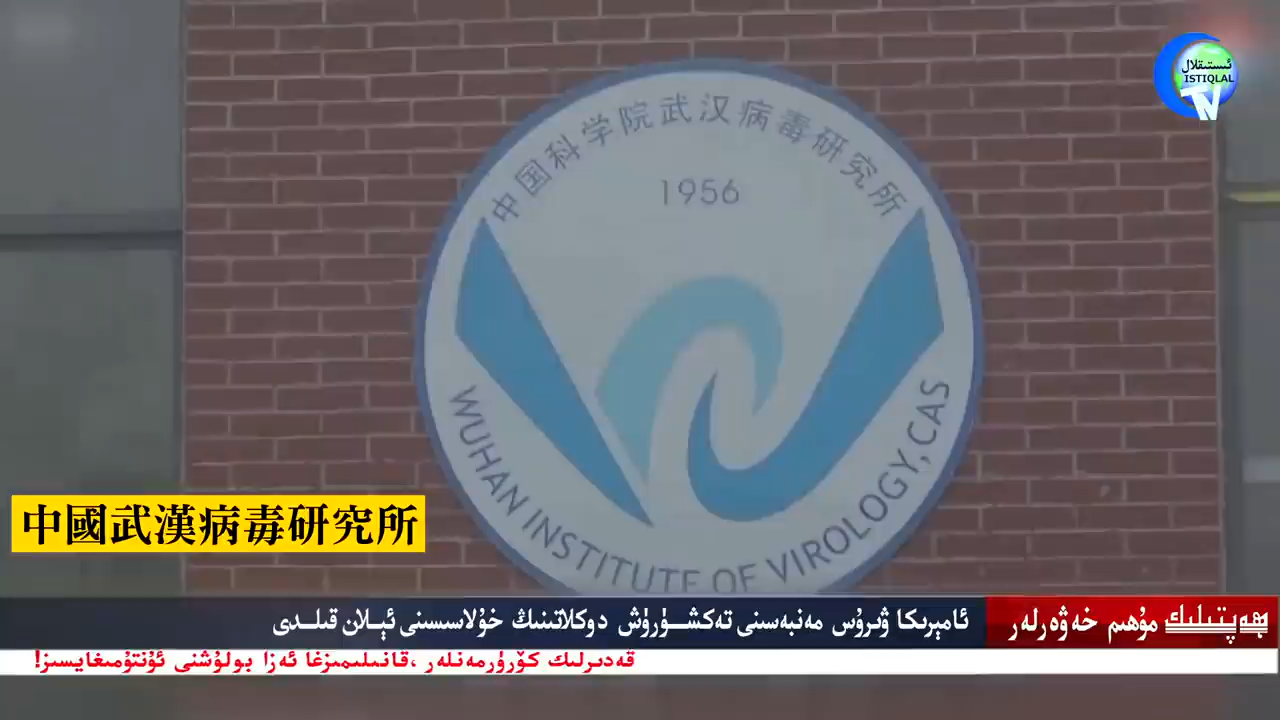 ئىستىقلال
ISTIQLAL
TV
中国科学院武汉病毒研究所
1956
WUHAN INSTITUTE OF VIROLOGY, CAS
中國武漢病毒研究所
ھەپتىلىك مۇھىم خەۋەرلەر
ئامېرىكا ۋىرۇس مەنبەسىنى تەكشۈرۈش دوكلاتىنىڭ خۇلاسىسىنى ئېلان قىلدى
قەدىرلىك كۆرۈرمەنلەر ،قانىلىمىزغا ئەزا بولۇشنى ئۇنتۇمىغايسىز!